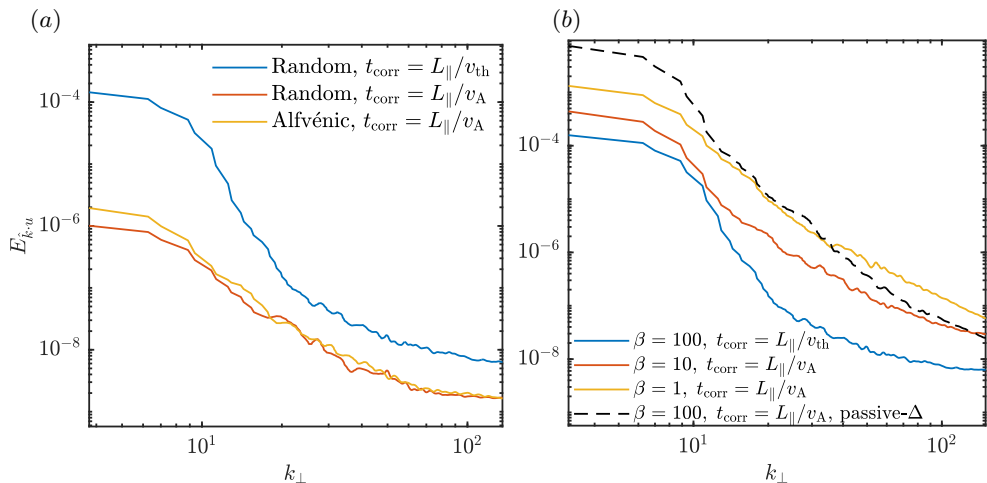 (a)
Random, t_corr = L_∥/v_th
Random, t_corr = L_∥/v_A
Alfvénic, t_corr = L_∥/v_A
10^-4
10^-6
10^-8
E_{k̂·u}
10^1
10^2
k_⊥
(b)
10^-4
10^-6
10^-8
β = 100, t_corr = L_∥/v_th
β = 10, t_corr = L_∥/v_A
β = 1, t_corr = L_∥/v_A
β = 100, t_corr = L_∥/v_A, passive-Δ
10^1
10^2
k_⊥